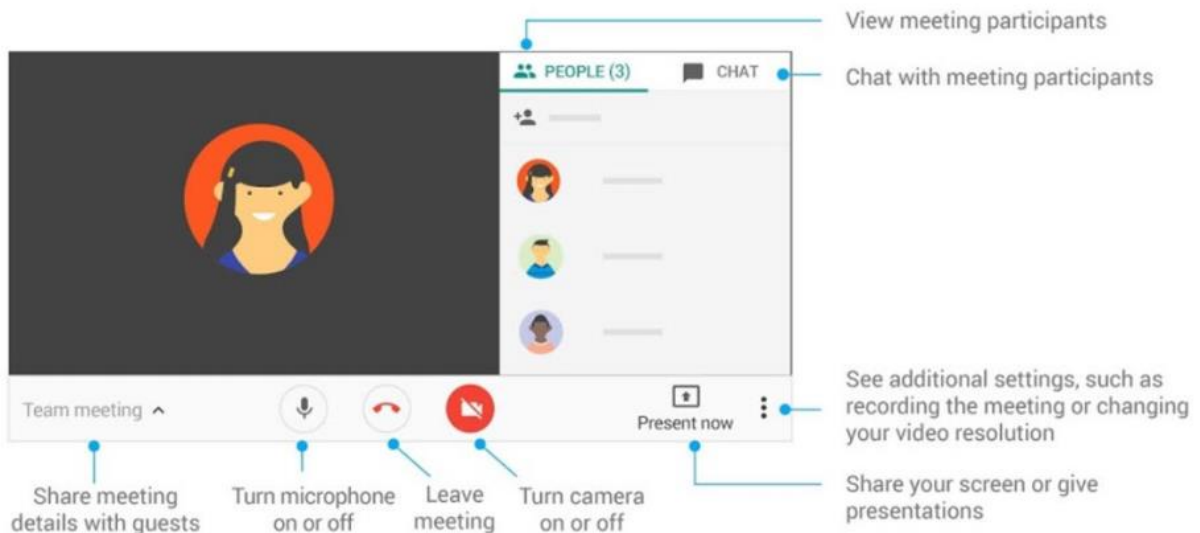 View meeting participants
PEOPLE (3)
CHAT
Chat with meeting participants
Team meeting
Present now
See additional settings, such as
recording the meeting or changing
your video resolution
Share meeting
details with guests
Turn microphone
on or off
Leave
meeting
Turn camera
on or off
Share your screen or give
presentations